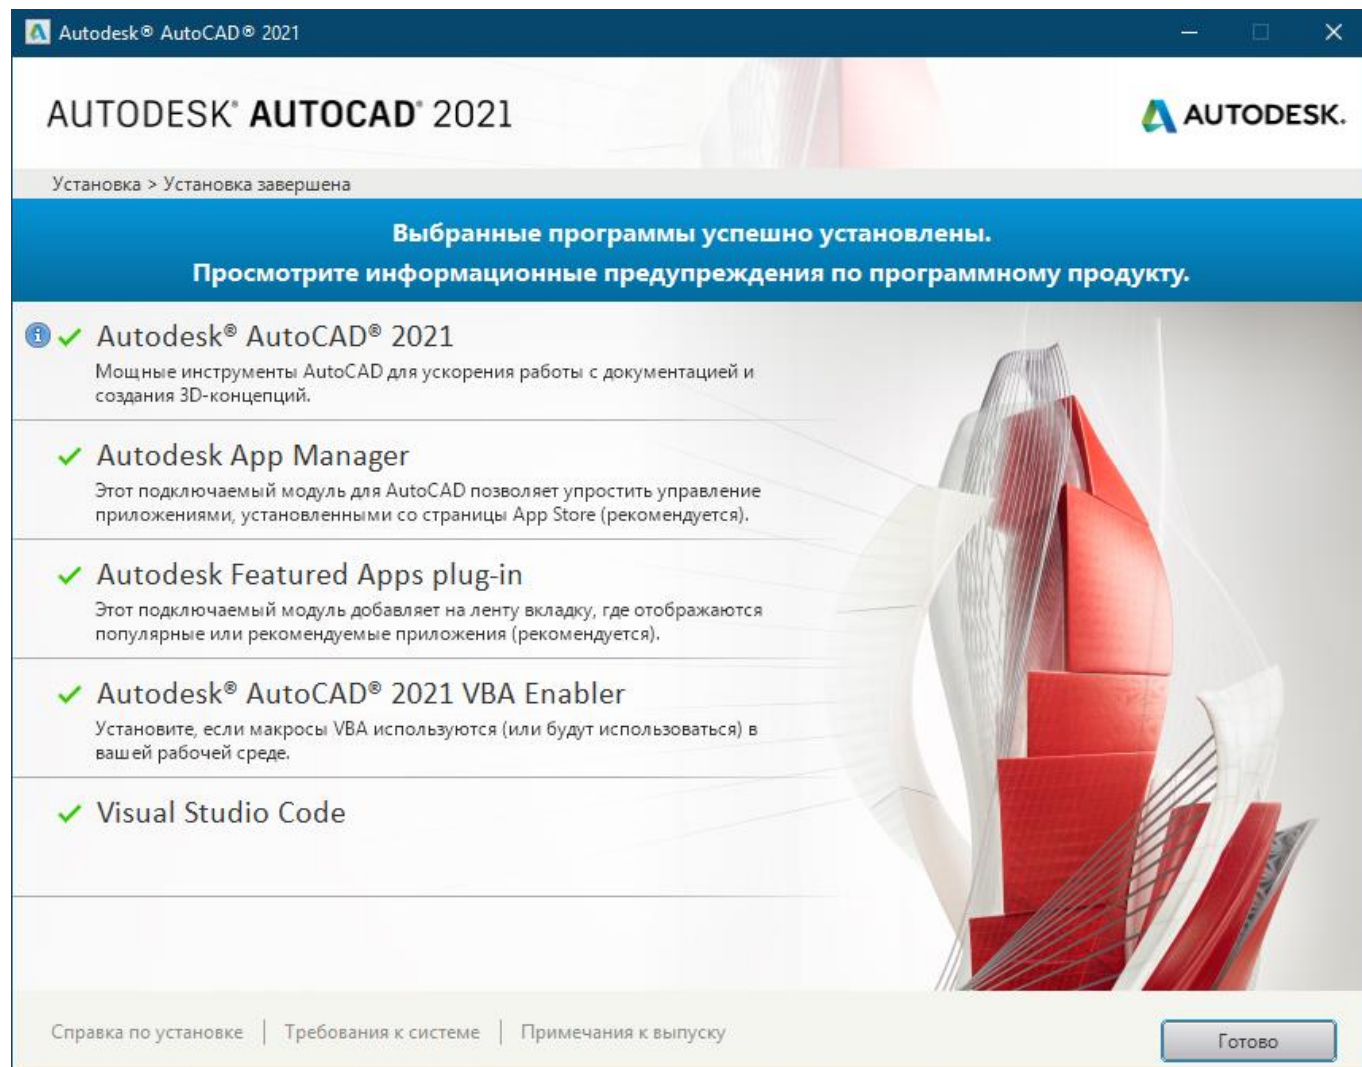 Autodesk® AutoCAD® 2021
AUTODESK® AUTOCAD® 2021
AUTODESK.
Установка > Установка завершена
Выбранные программы успешно установлены.
Просмотрите информационные предупреждения по программному продукту.
Autodesk® AutoCAD® 2021
Мощные инструменты AutoCAD для ускорения работы с документацией и
создания 3D-концепций.
Autodesk App Manager
Этот подключаемый модуль для AutoCAD позволяет упростить управление
приложениями, установленными со страницы App Store (рекомендуется).
Autodesk Featured Apps plug-in
Этот подключаемый модуль добавляет на ленту вкладку, где отображаются
популярные или рекомендуемые приложения (рекомендуется).
Autodesk® AutoCAD® 2021 VBA Enabler
Установите, если макросы VBA используются (или будут использоваться) в
вашей рабочей среде.
Visual Studio Code
Справка по установке | Требования к системе | Примечания к выпуску
Готово